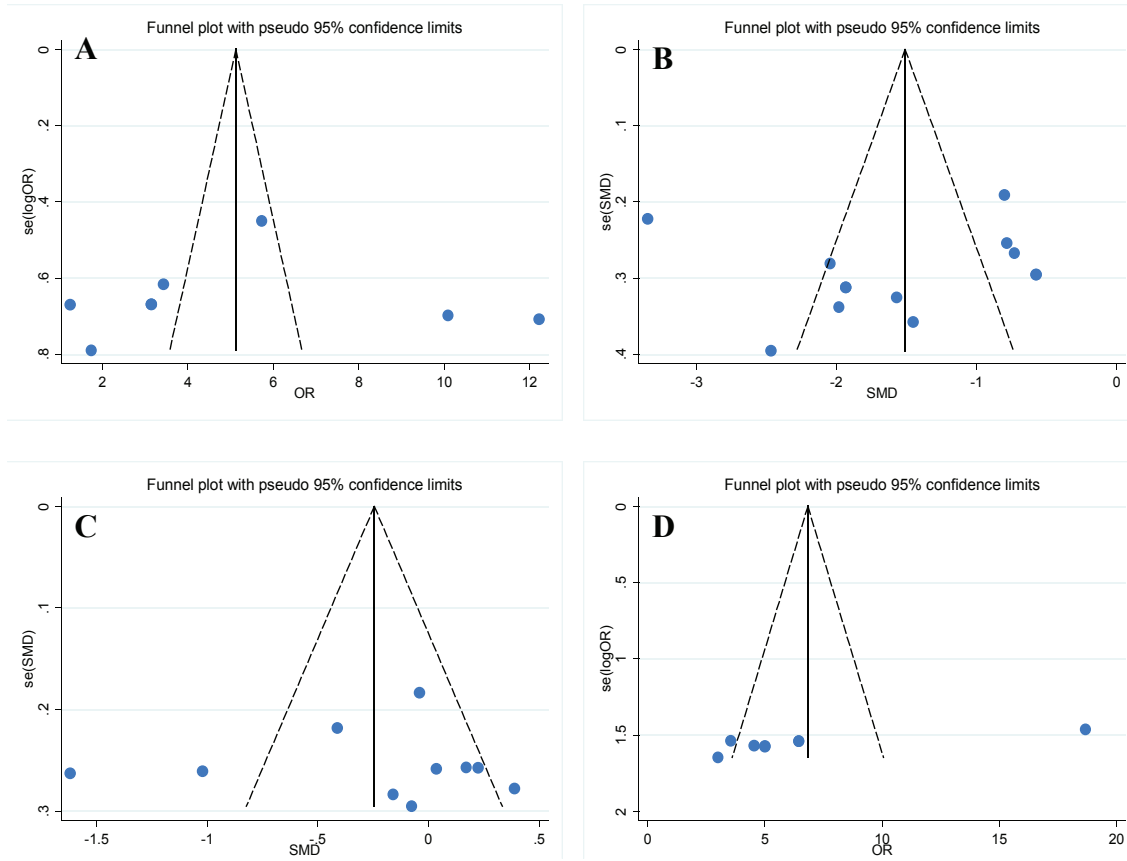 Funnel plot with pseudo 95% confidence limits
A
0
.2
.4
.6
.8
se(logOR)
2
4
6
8
10
12
OR
Funnel plot with pseudo 95% confidence limits
B
0
.1
.2
.3
.4
se(SMD)
-3
-2
-1
0
SMD
Funnel plot with pseudo 95% confidence limits
C
0
.1
.2
.3
se(SMD)
-1.5
-1
-.5
0
.5
SMD
Funnel plot with pseudo 95% confidence limits
D
0
.5
1
1.5
2
se(logOR)
0
5
10
15
20
OR